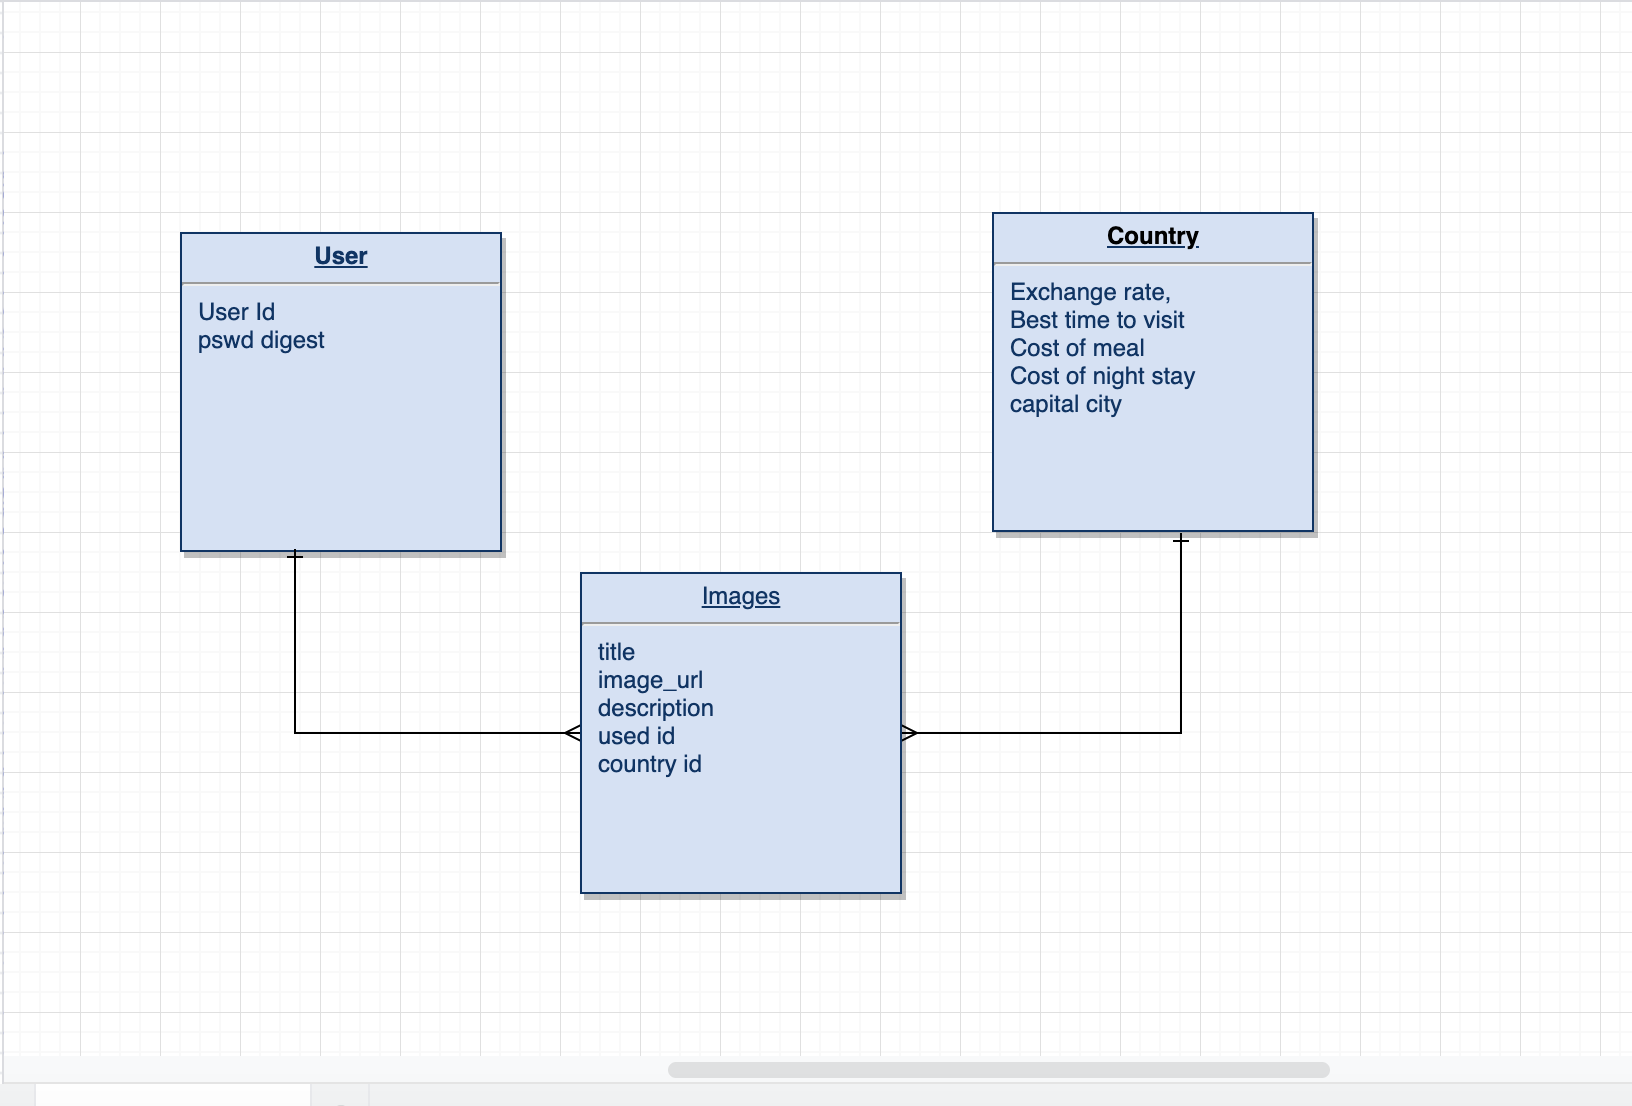 User
User Id
pswd digest
Country
Exchange rate,
Best time to visit
Cost of meal
Cost of night stay
capital city
Images
title
image_url
description
used id
country id